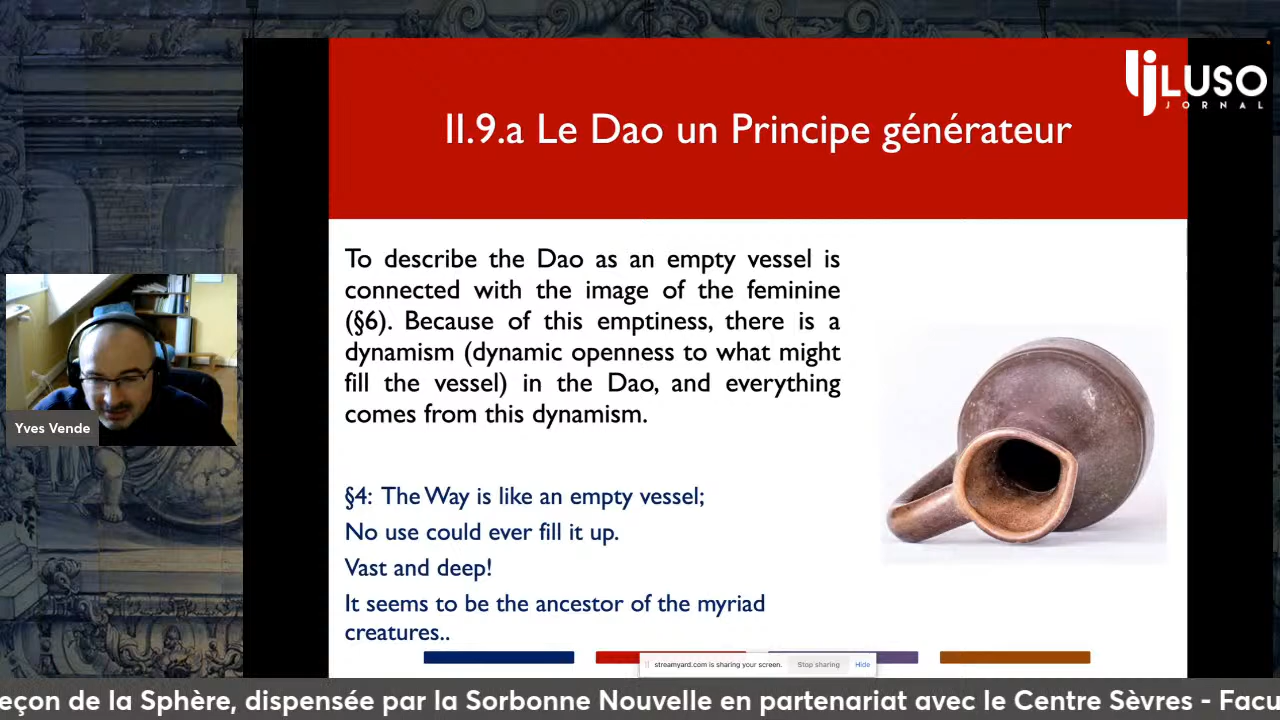 LUSO
JORNAL
II.9.a Le Dao un Principe générateur
To describe the Dao as an empty vessel is
connected with the image of the feminine
(§6). Because of this emptiness, there is a
dynamism (dynamic openness to what might
fill the vessel) in the Dao, and everything
comes from this dynamism.
§4: The Way is like an empty vessel;
No use could ever fill it up.
Vast and deep!
It seems to be the ancestor of the myriad
creatures..
Yves Vende
streamyard.com is sharing your screen.
Stop sharing
Hide
eçon de la Sphère, dispensée par la Sorbonne Nouvelle en partenariat avec le Centre Sèvres - Facu